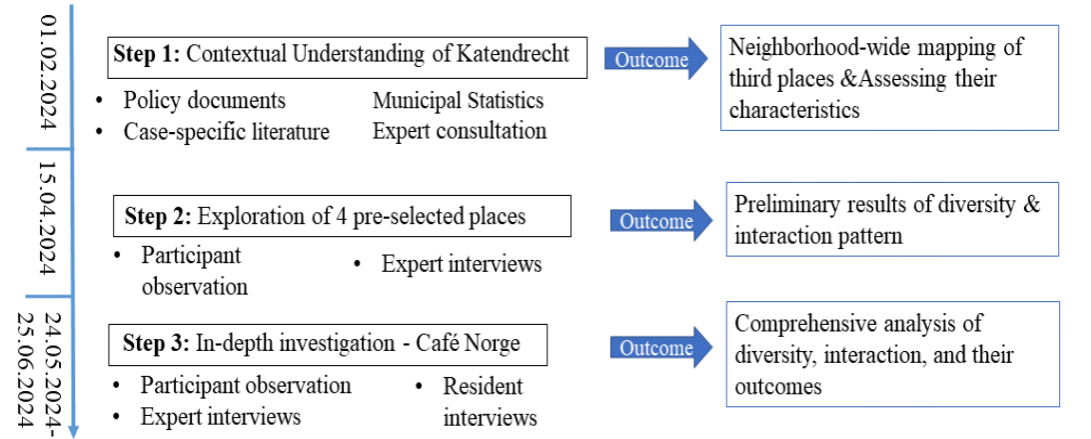 01.02.2024
Step 1: Contextual Understanding of Katendrecht
Outcome
Neighborhood-wide mapping of
third places &Assessing their
characteristics
• Policy documents
Municipal Statistics
• Case-specific literature
Expert consultation
15.04.2024
Step 2: Exploration of 4 pre-selected places
Outcome
Preliminary results of diversity &
interaction pattern
• Participant
observation
• Expert interviews
24.05.2024-
25.06.2024
Step 3: In-depth investigation - Café Norge
Outcome
Comprehensive analysis of
diversity, interaction, and their
outcomes
• Participant observation
• Expert interviews
• Resident
interviews